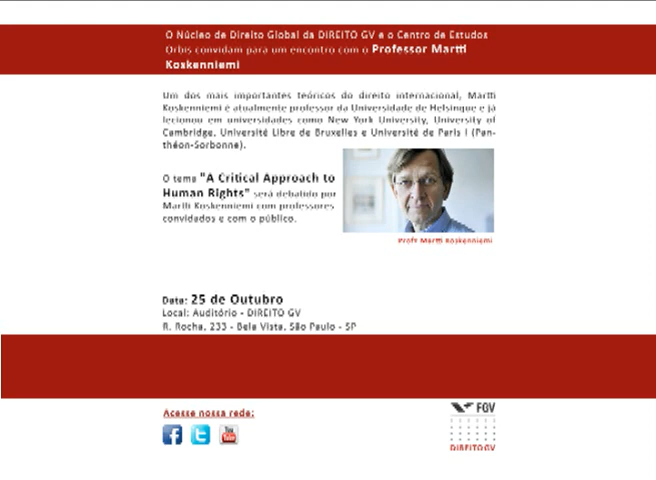 O Núcleo de Direito Global da DIREITO GV e o Centro de Estudos
Orbis convidam para um encontro com o Professor Martti
Koskenniemi
Um dos mais importantes teóricos do direito internacional, Martti
Koskenniemi é atualmente professor da Universidade de Helsinque e já
lecionou em universidades como New York University, University of
Cambridge, Université Libre de Bruxelles e Université de Paris I (Pan-
théon-Sorbonne).
O tema "A Critical Approach to
Human Rights" será debatido por
Martti Koskenniemi com professores
convidados e com o público.
Profº Martti Koskenniemi
Data: 25 de Outubro
Local: Auditório - DIREITO GV
R. Rocha, 233 - Bela Vista, São Paulo - SP
Acesse nossa rede:
f t You Tube
FGV
DIREITO GV